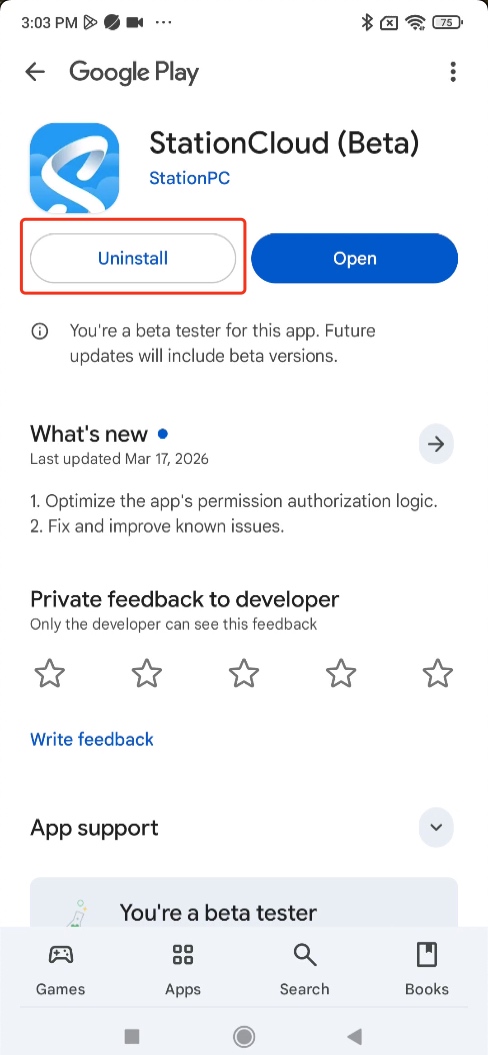 3:03 PM
75
Google Play
StationCloud (Beta)
StationPC
Uninstall
Open
You're a beta tester for this app. Future
updates will include beta versions.
What's new
Last updated Mar 17, 2026
1. Optimize the app's permission authorization logic.
2. Fix and improve known issues.
Private feedback to developer
Only the developer can see this feedback
Write feedback
App support
You're a beta tester
Games
Apps
Search
Books